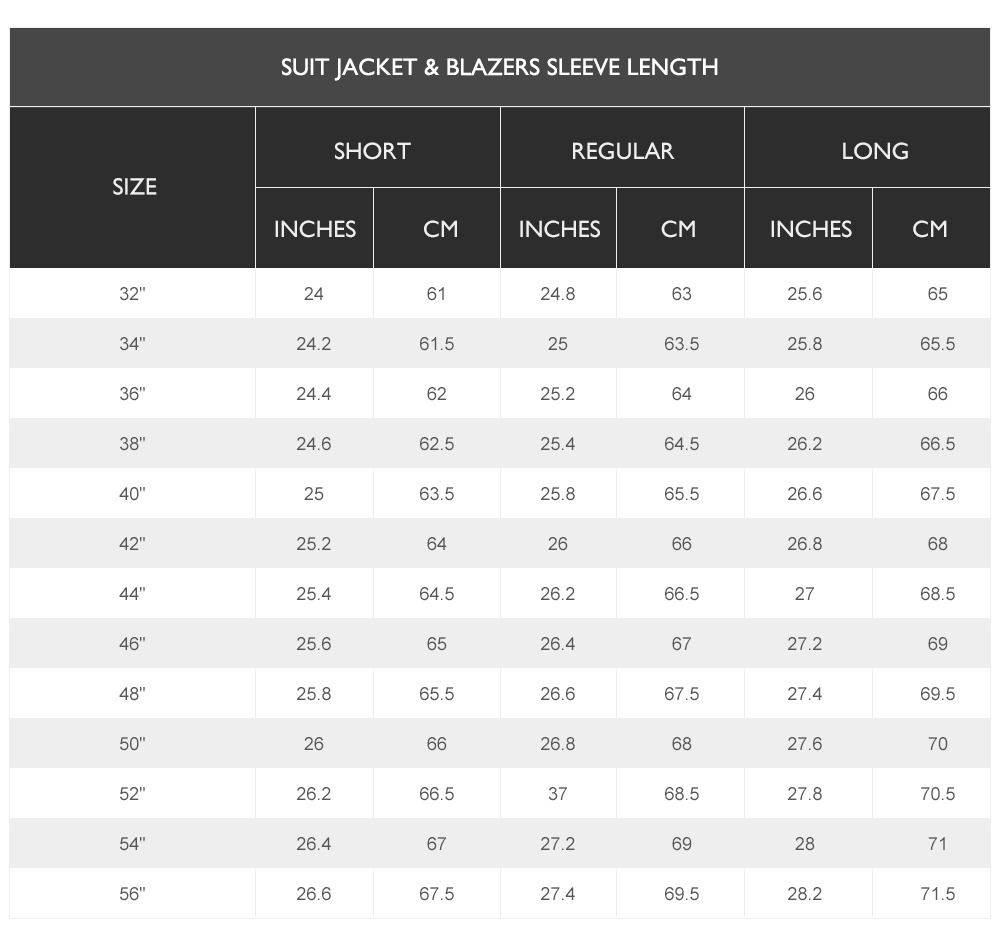 SUIT JACKET & BLAZERS SLEEVE LENGTH
SIZE SHORT REGULAR LONG
INCHES CM INCHES CM INCHES CM
32" 24 61 24.8 63 25.6 65
34" 24.2 61.5 25 63.5 25.8 65.5
36" 24.4 62 25.2 64 26 66
38" 24.6 62.5 25.4 64.5 26.2 66.5
40" 25 63.5 25.8 65.5 26.6 67.5
42" 25.2 64 26 66 26.8 68
44" 25.4 64.5 26.2 66.5 27 68.5
46" 25.6 65 26.4 67 27.2 69
48" 25.8 65.5 26.6 67.5 27.4 69.5
50" 26 66 26.8 68 27.6 70
52" 26.2 66.5 37 68.5 27.8 70.5
54" 26.4 67 27.2 69 28 71
56" 26.6 67.5 27.4 69.5 28.2 71.5